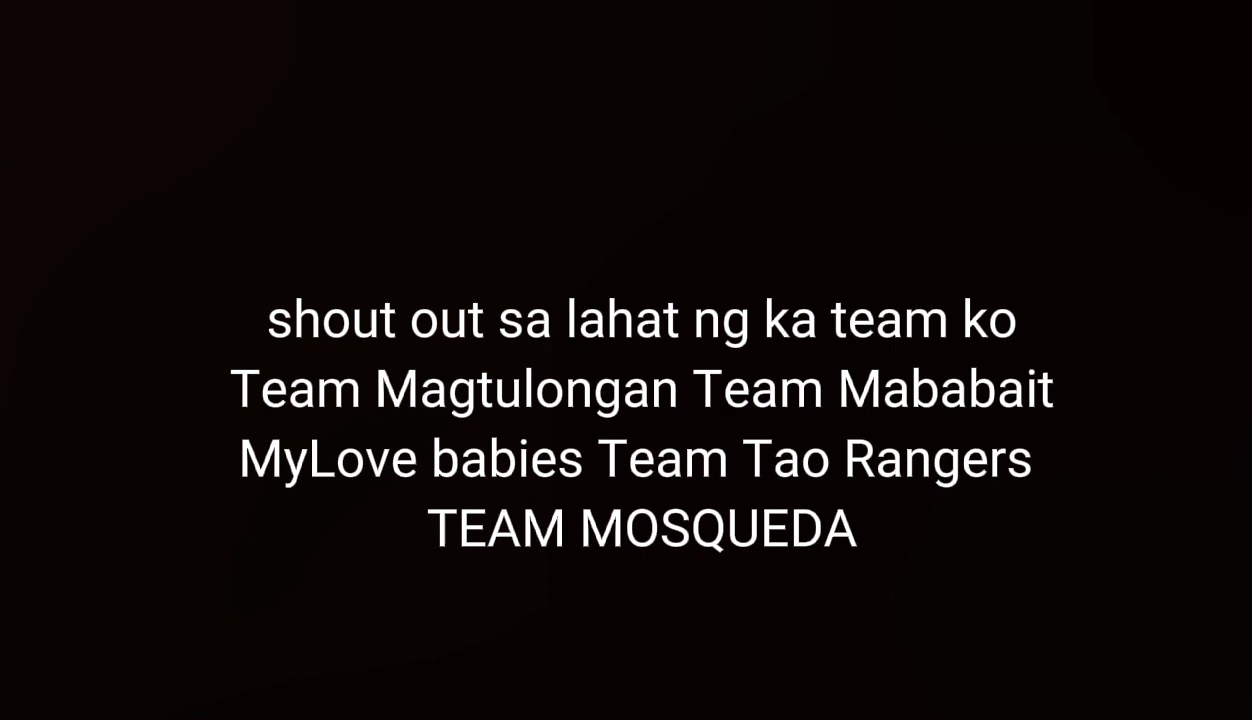 shout out sa lahat ng ka team ko
Team Magtulongan Team Mababait
MyLove babies Team Tao Rangers
TEAM MOSQUEDA